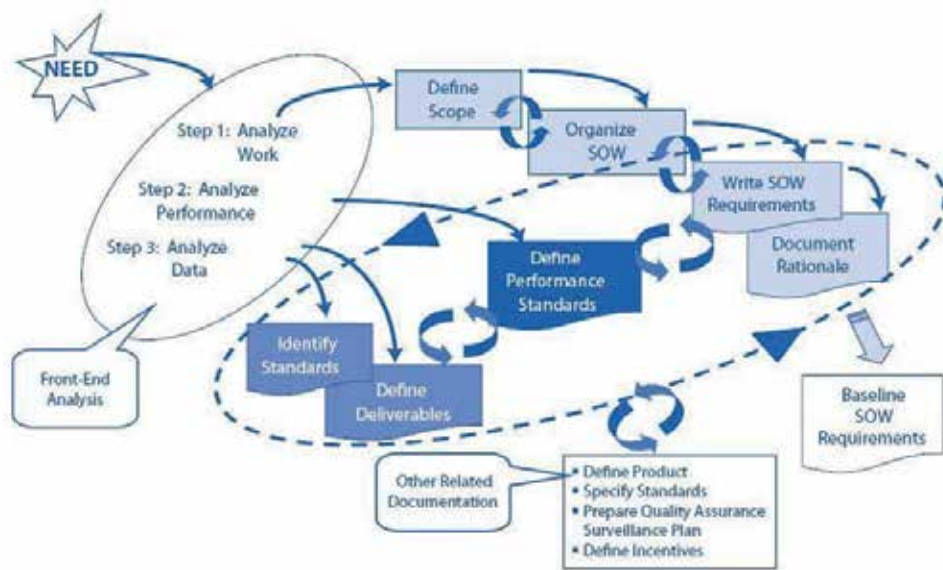 NEED
Step 1: Analyze
Work
Step 2: Analyze
Performance
Step 3: Analyze
Data
Front-End
Analysis
Define
Scope
Organize
SOW
Write SOW
Requirements
Document
Rationale
Define
Performance
Standards
Identify
Standards
Define
Deliverables
Baseline
SOW
Requirements
Other Related
Documentation
▪ Define Product
▪ Specify Standards
▪ Prepare Quality Assurance
Surveillance Plan
▪ Define Incentives